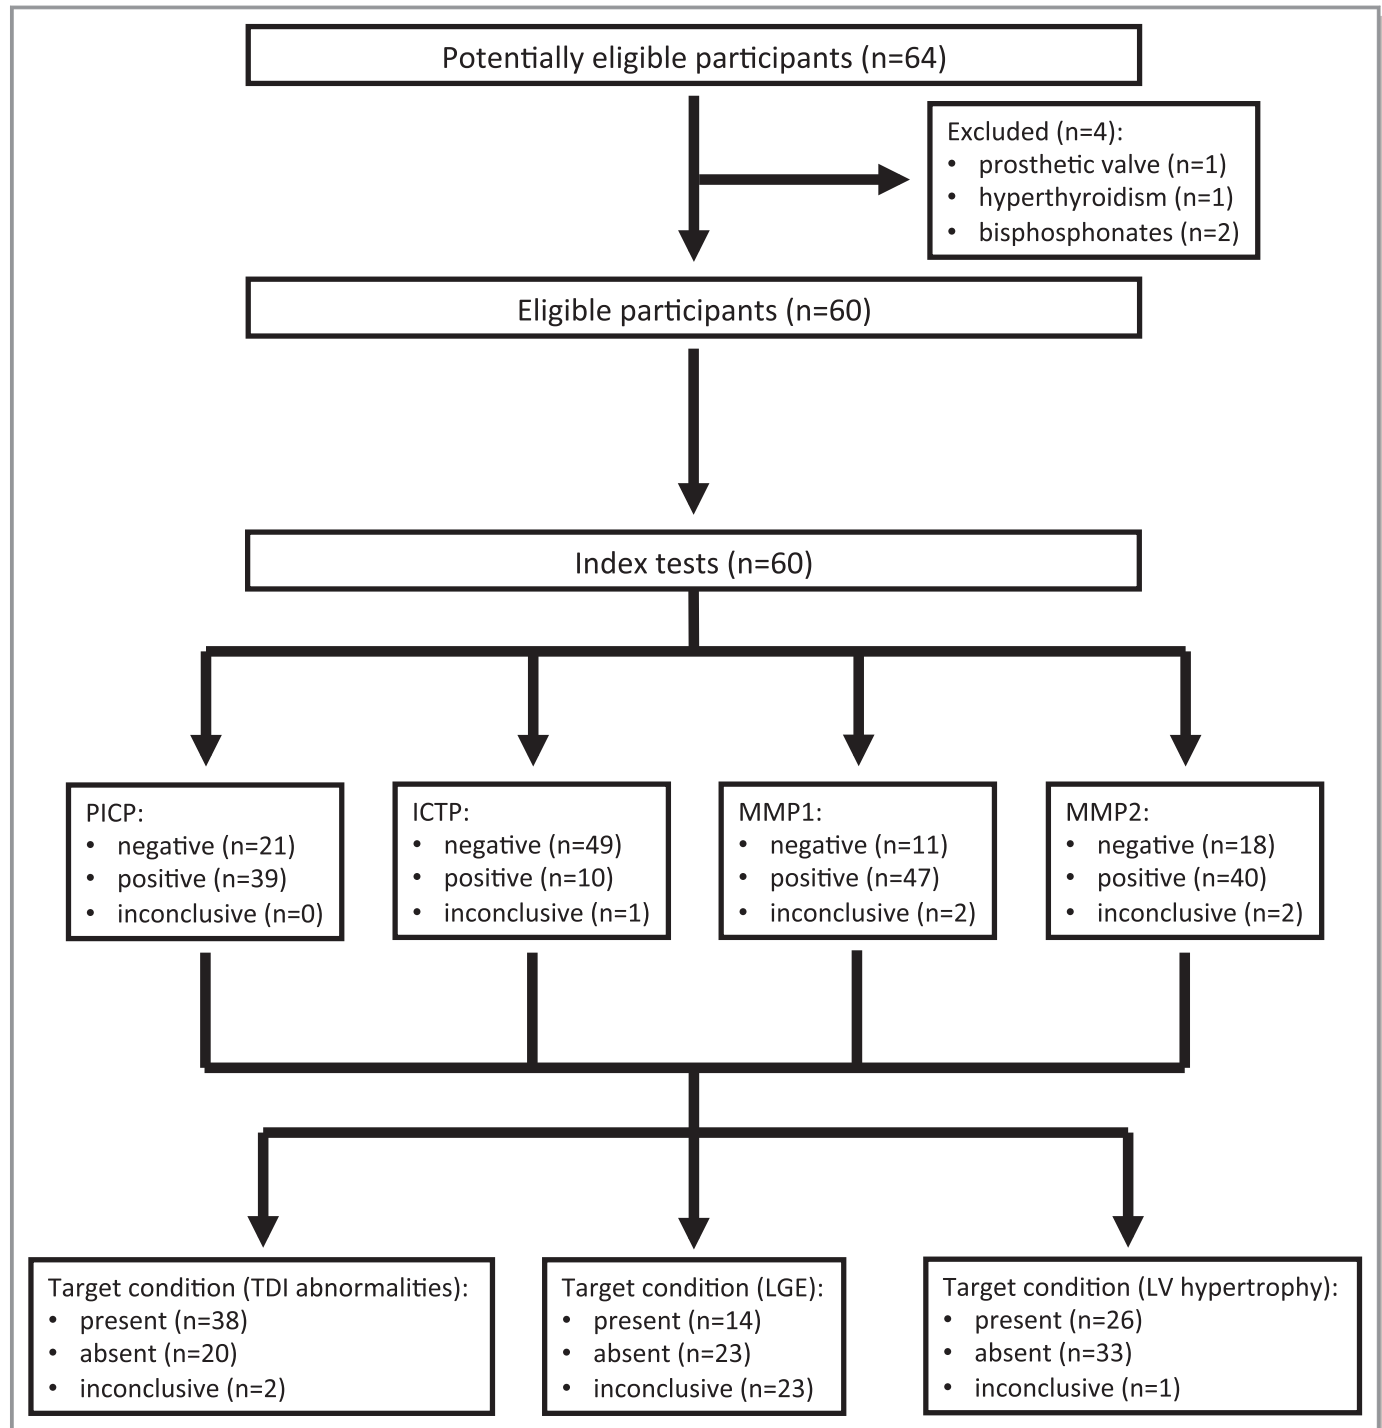 Potentially eligible participants (n=64)
Excluded (n=4):
• prosthetic valve (n=1)
• hyperthyroidism (n=1)
• bisphosphonates (n=2)
Eligible participants (n=60)
Index tests (n=60)
PICP:
• negative (n=21)
• positive (n=39)
• inconclusive (n=0)
ICTP:
• negative (n=49)
• positive (n=10)
• inconclusive (n=1)
MMP1:
• negative (n=11)
• positive (n=47)
• inconclusive (n=2)
MMP2:
• negative (n=18)
• positive (n=40)
• inconclusive (n=2)
Target condition (TDI abnormalities):
• present (n=38)
• absent (n=20)
• inconclusive (n=2)
Target condition (LGE):
• present (n=14)
• absent (n=23)
• inconclusive (n=23)
Target condition (LV hypertrophy):
• present (n=26)
• absent (n=33)
• inconclusive (n=1)